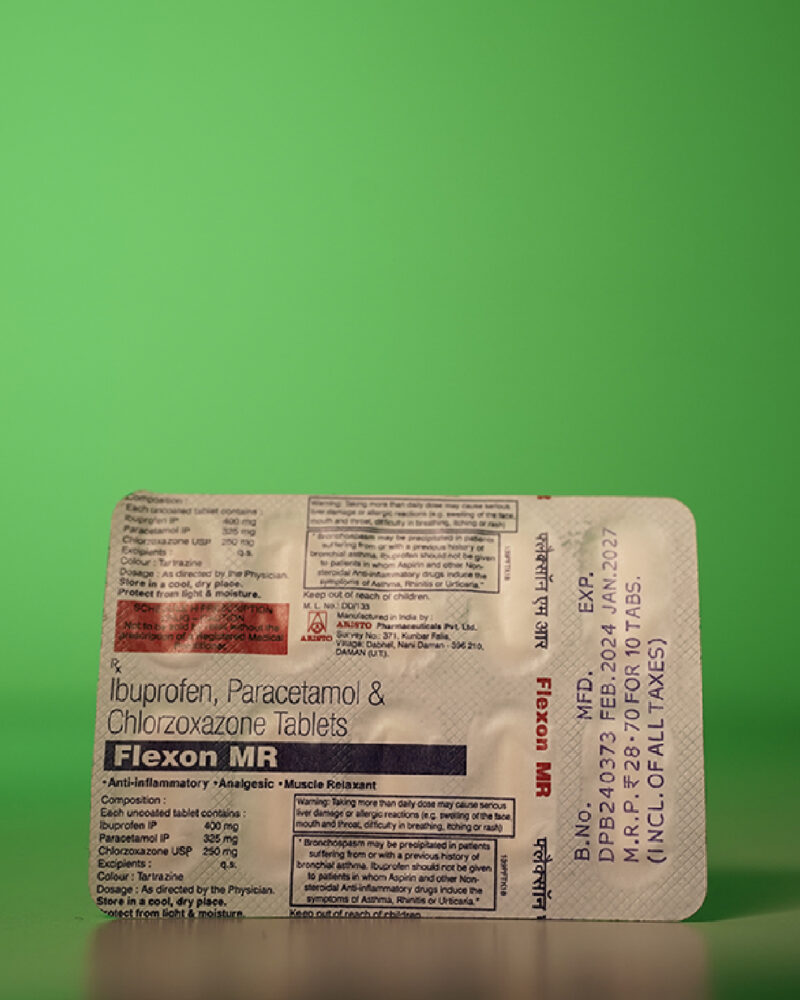 Composition :
Each uncoated tablet contains :
Ibuprofen IP 400 mg
Paracetamol IP 325 mg
Chlorzoxazone USP 250 mg
Excipients : q.s.
Colour : Tartrazine
Dosage : As directed by the Physician.
Store in a cool, dry place.
Protect from light & moisture.
Warning: Taking more than daily dose may cause serious
liver damage or allergic reactions (e.g. swelling of the face,
mouth and throat, difficulty in breathing, itching or rash)
" Bronchospasm may be precipitated in patients
suffering from or with a previous history of
bronchial asthma. Ibuprofen should not be given
to patients in whom Aspirin and other Non-
steroidal Anti-inflammatory drugs induce the
symptoms of Asthma, Rhinitis or Urticaria."
Keep out of reach of children.
M. L. No.: DD/133
Manufactured in India by :
ARISTO Pharmaceuticals Pvt. Ltd.
Survey No.: 371, Kunbar Falia,
Village: Dabhel, Nani Daman - 396 210,
DAMAN (U.T.).
ARISTO
Not to be sold by without the
prescription of a Registered Medical
Rx
Ibuprofen, Paracetamol &
Chlorzoxazone Tablets
Flexon MR
•Anti-inflammatory •Analgesic •Muscle Relaxant
Composition :
Each uncoated tablet contains :
Ibuprofen IP 400 mg
Paracetamol IP 325 mg
Chlorzoxazone USP 250 mg
Excipients : q.s.
Colour : Tartrazine
Dosage : As directed by the Physician.
Store in a cool, dry place.
Protect from light & moisture.
Warning: Taking more than daily dose may cause serious
liver damage or allergic reactions (e.g. swelling of the face,
mouth and throat, difficulty in breathing, itching or rash)
" Bronchospasm may be precipitated in patients
suffering from or with a previous history of
bronchial asthma. Ibuprofen should not be given
to patients in whom Aspirin and other Non-
steroidal Anti-inflammatory drugs induce the
symptoms of Asthma, Rhinitis or Urticaria."
Keep out of reach of children.
फ्लेक्सॉन एम आर
Flexon MR
फ्लेक्सॉन
B.No. MFD. EXP.
DPB240373 FEB.2024 JAN.2027
M.R.P. ₹ 28.70 FOR 10 TABS.
(INCL. OF ALL TAXES)